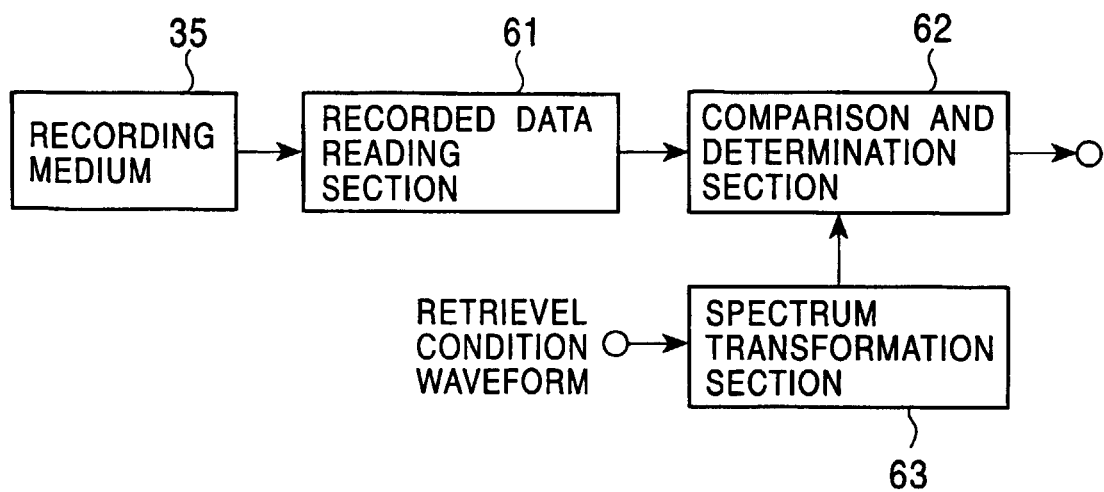 35
61
62
RECORDING
MEDIUM
RECORDED DATA
READING
SECTION
COMPARISON AND
DETERMINATION
SECTION
RETRIEVEL
CONDITION
WAVEFORM
SPECTRUM
TRANSFORMATION
SECTION
63